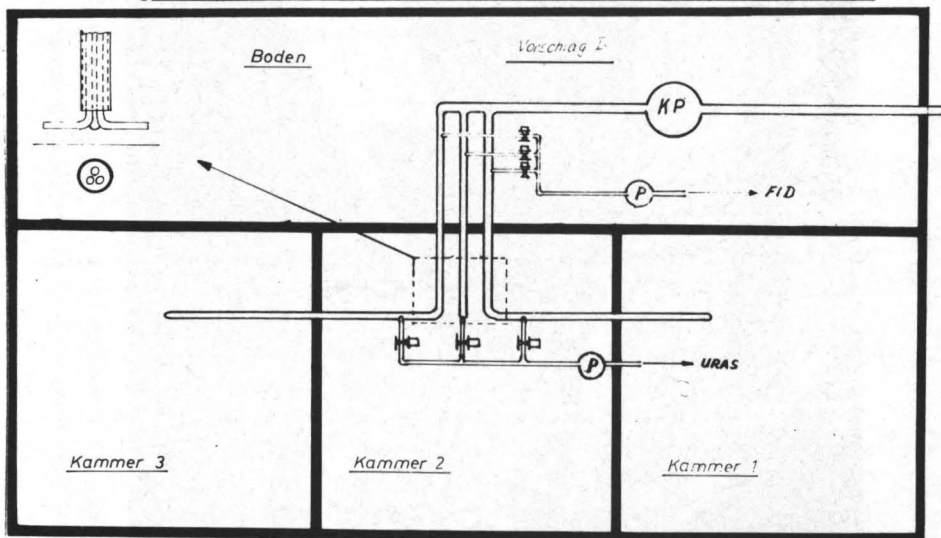 Boden
Vorschlag
KP
P
FID
P
URAS
Kammer 3
Kammer 2
Kammer 1